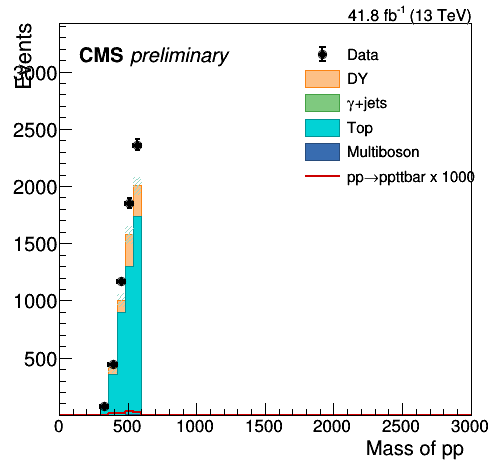 41.8 fb⁻¹ (13 TeV)
Events
CMS preliminary
Data
DY
γ+jets
Top
Multiboson
pp→ppttbar x 1000
3000
2500
2000
1500
1000
500
0 500 1000 1500 2000 2500 3000
Mass of pp